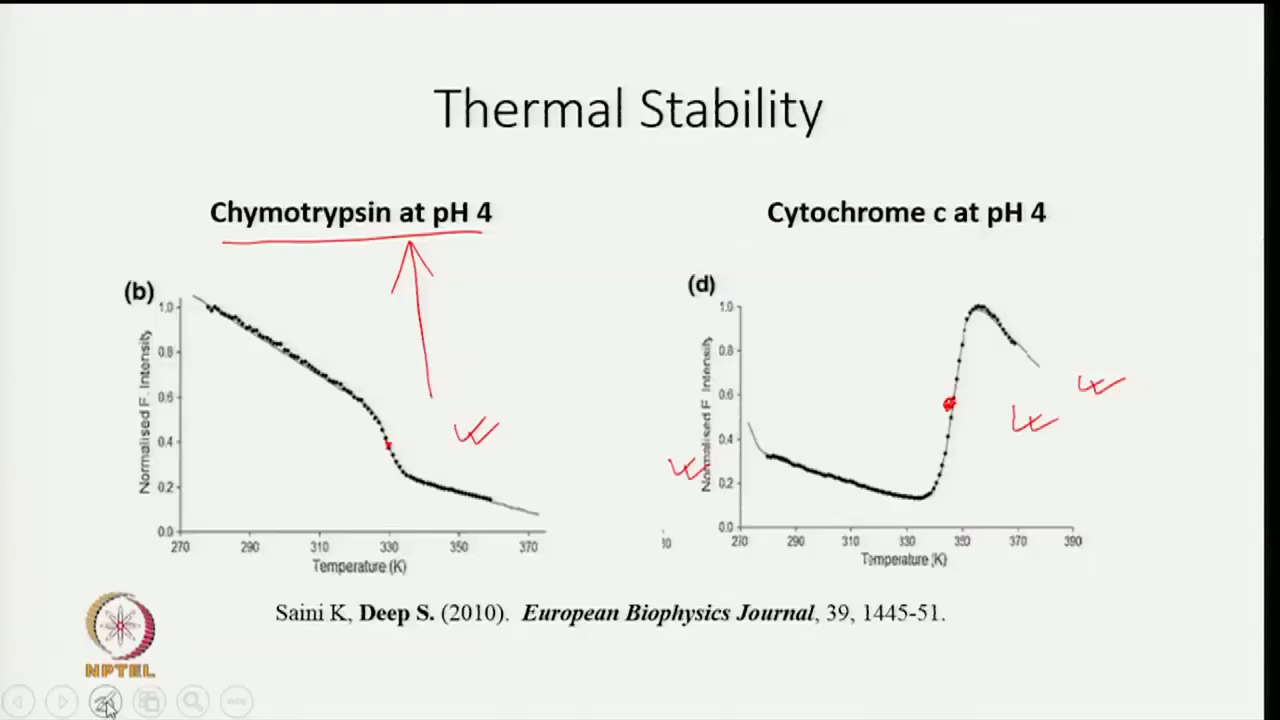 Thermal Stability
Chymotrypsin at pH 4
Cytochrome c at pH 4
(b)
1.0
0.8
0.6
0.4
0.2
0.0
Normalised F. Intensity
270 290 310 330 350 370
Temperature (K)
(d)
1.0
0.8
0.6
0.4
0.2
0.0
Normalised F Intensity
310 330 350 370 390
Temperature (K)
Saini K, Deep S. (2010). European Biophysics Journal, 39, 1445-51.
NPTEL